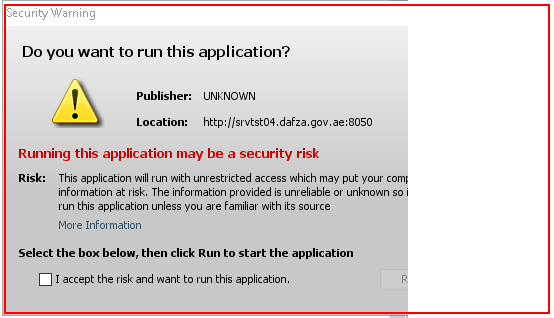 Security Warning
Do you want to run this application?
Publisher: UNKNOWN
Location: http://srvtst04.dafza.gov.ae:8050
Running this application may be a security risk
Risk: This application will run with unrestricted access which may put your
information at risk. The information provided is unreliable or unknown so
run this application unless you are familiar with its source
More Information
Select the box below, then click Run to start the application
I accept the risk and want to run this application.